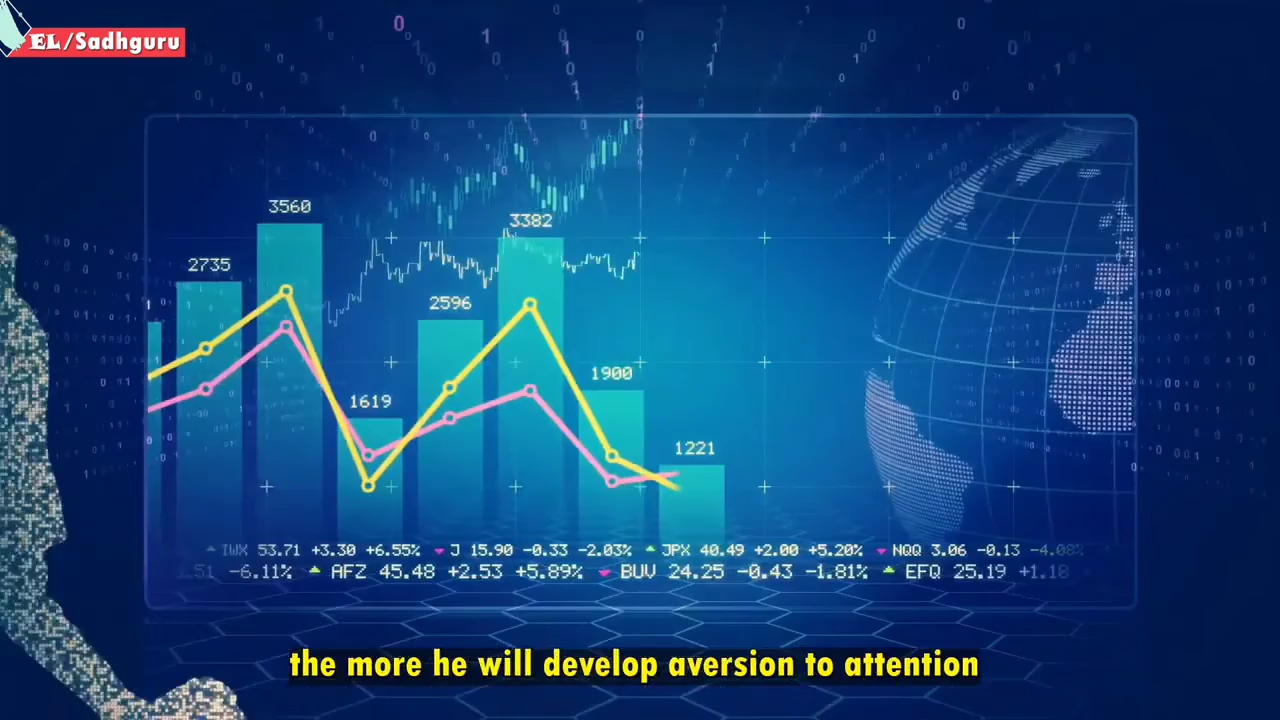 EL/Sadhguru
3560
3382
2735
2596
1900
1619
1221
IWX 53.71 +3.30 +6.55% J 15.90 -0.33 -2.03% JPX 40.49 +2.00 +5.20% NQQ 3.06 -0.13 -4.08%
.51 -6.11% AFZ 45.48 +2.53 +5.89% BUV 24.25 -0.43 -1.81% EFQ 25.19 +1.18
the more he will develop aversion to attention